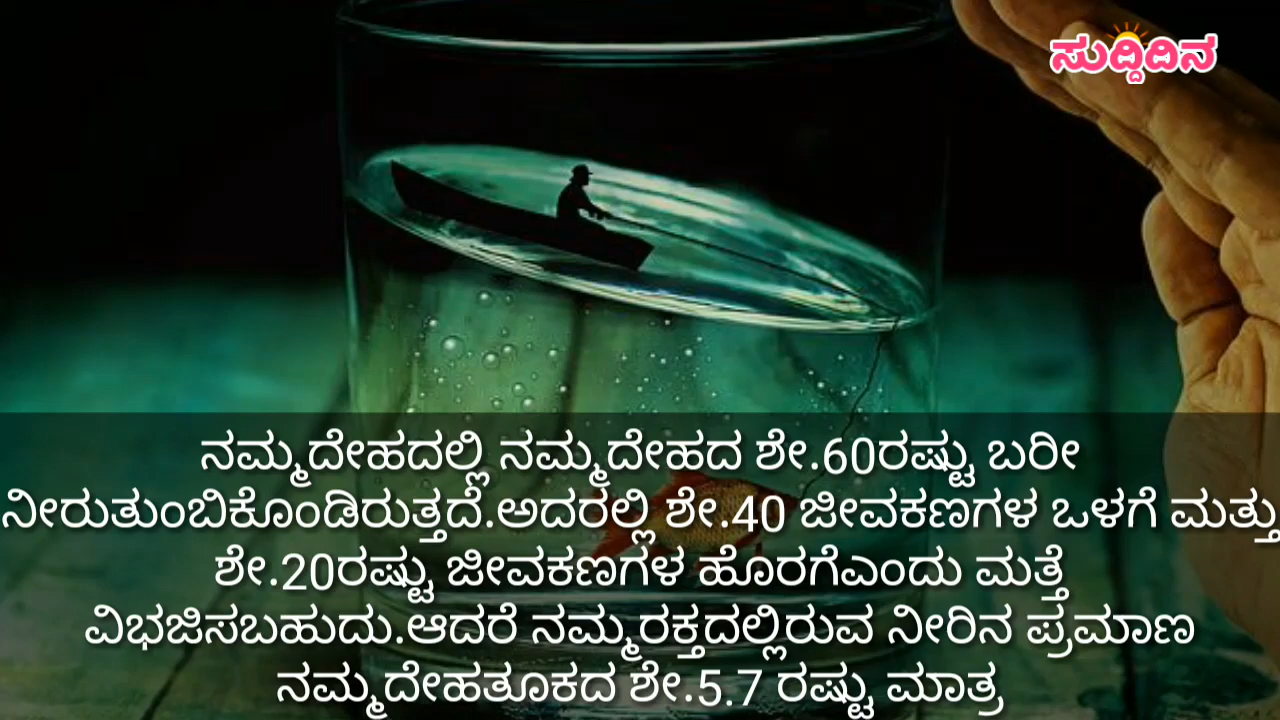 ಸುದ್ದಿದಿನ
ನಮ್ಮದೇಹದಲ್ಲಿ ನಮ್ಮದೇಹದ ಶೇ.60ರಷ್ಟು ಬರೀ
ನೀರುತುಂಬಿಕೊಂಡಿರುತ್ತದೆ.ಅದರಲ್ಲಿ ಶೇ.40 ಜೀವಕಣಗಳ ಒಳಗೆ ಮತ್ತು
ಶೇ.20ರಷ್ಟು ಜೀವಕಣಗಳ ಹೊರಗೆಎಂದು ಮತ್ತೆ
ವಿಭಜಿಸಬಹುದು.ಆದರೆ ನಮ್ಮರಕ್ತದಲ್ಲಿರುವ ನೀರಿನ ಪ್ರಮಾಣ
ನಮ್ಮದೇಹತೂಕದ ಶೇ.5.7 ರಷ್ಟು ಮಾತ್ರ